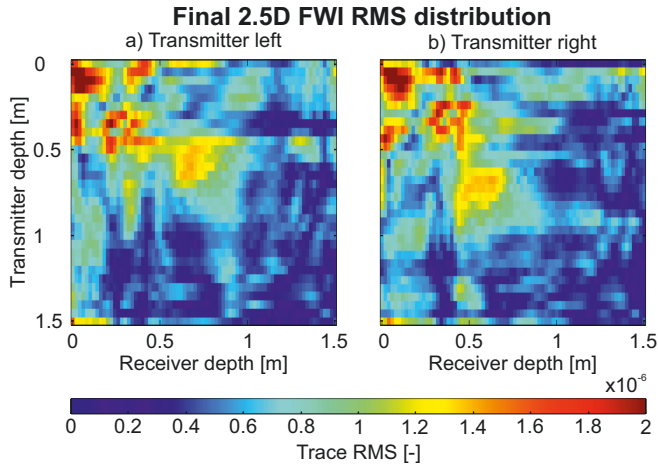 Final 2.5D FWI RMS distribution
a) Transmitter left
b) Transmitter right
Transmitter depth [m]
0
0.5
1
1.5
0 0.5 1 1.5
0 0.5 1 1.5
Receiver depth [m]
Receiver depth [m]
x10-6
0 0.2 0.4 0.6 0.8 1 1.2 1.4 1.6 1.8 2
Trace RMS [-]